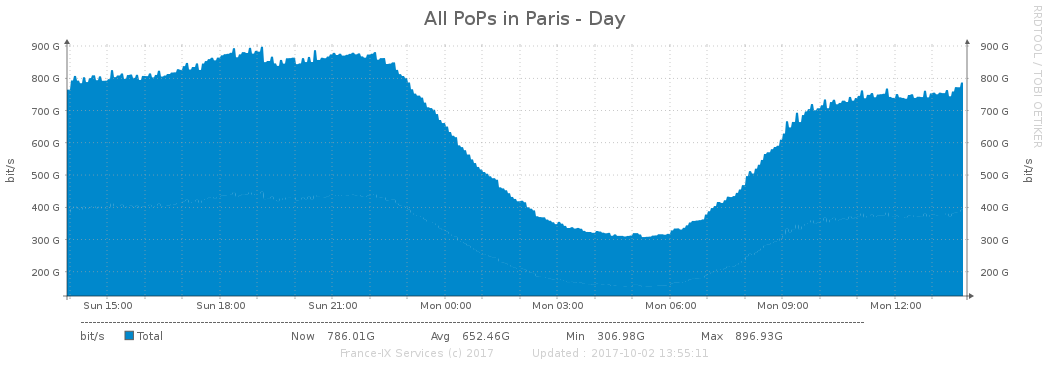 All PoPs in Paris - Day
RRDTOOL / TOBI OETIKER
bit/s
900 G
800 G
700 G
600 G
500 G
400 G
300 G
200 G
900 G
800 G
700 G
600 G
500 G
400 G
300 G
200 G
bit/s
Sun 15:00 Sun 18:00 Sun 21:00 Mon 00:00 Mon 03:00 Mon 06:00 Mon 09:00 Mon 12:00
bit/s Total Now 786.01G Avg 652.46G Min 306.98G Max 896.93G
France-IX Services (c) 2017 Updated : 2017-10-02 13:55:11